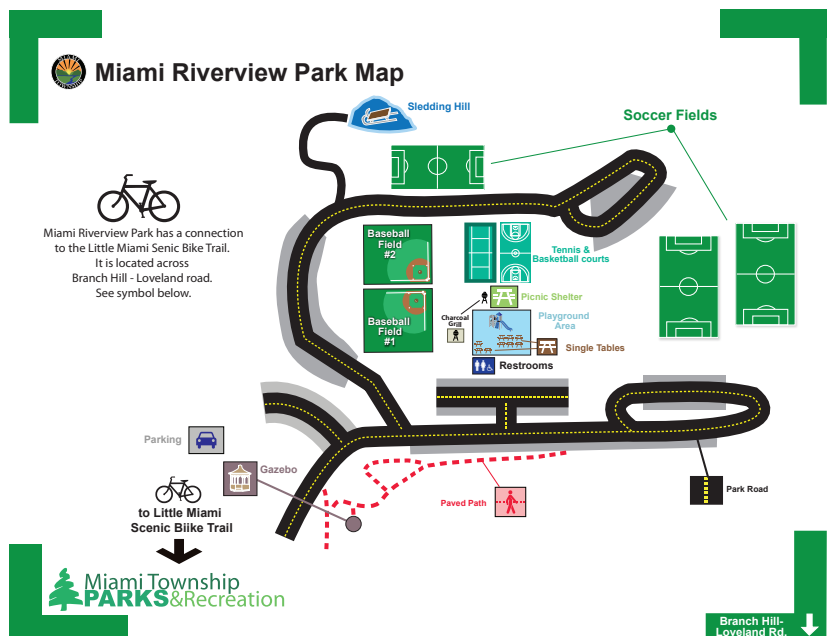 Miami Riverview Park Map
Sledding Hill
Soccer Fields
Miami Riverview Park has a connection
to the Little Miami Senic Bike Trail.
It is located across
Branch Hill - Loveland road.
See symbol below.
Baseball
Field
#2
Tennis &
Basketball courts
Picnic Shelter
Charcoal
Grill
Playground
Area
Baseball
Field
#1
Single Tables
Restrooms
Parking
Gazebo
Paved Path
Park Road
to Little Miami
Scenic Biike Trail
Miami Township
PARKS&Recreation
Branch Hill-
Loveland Rd.